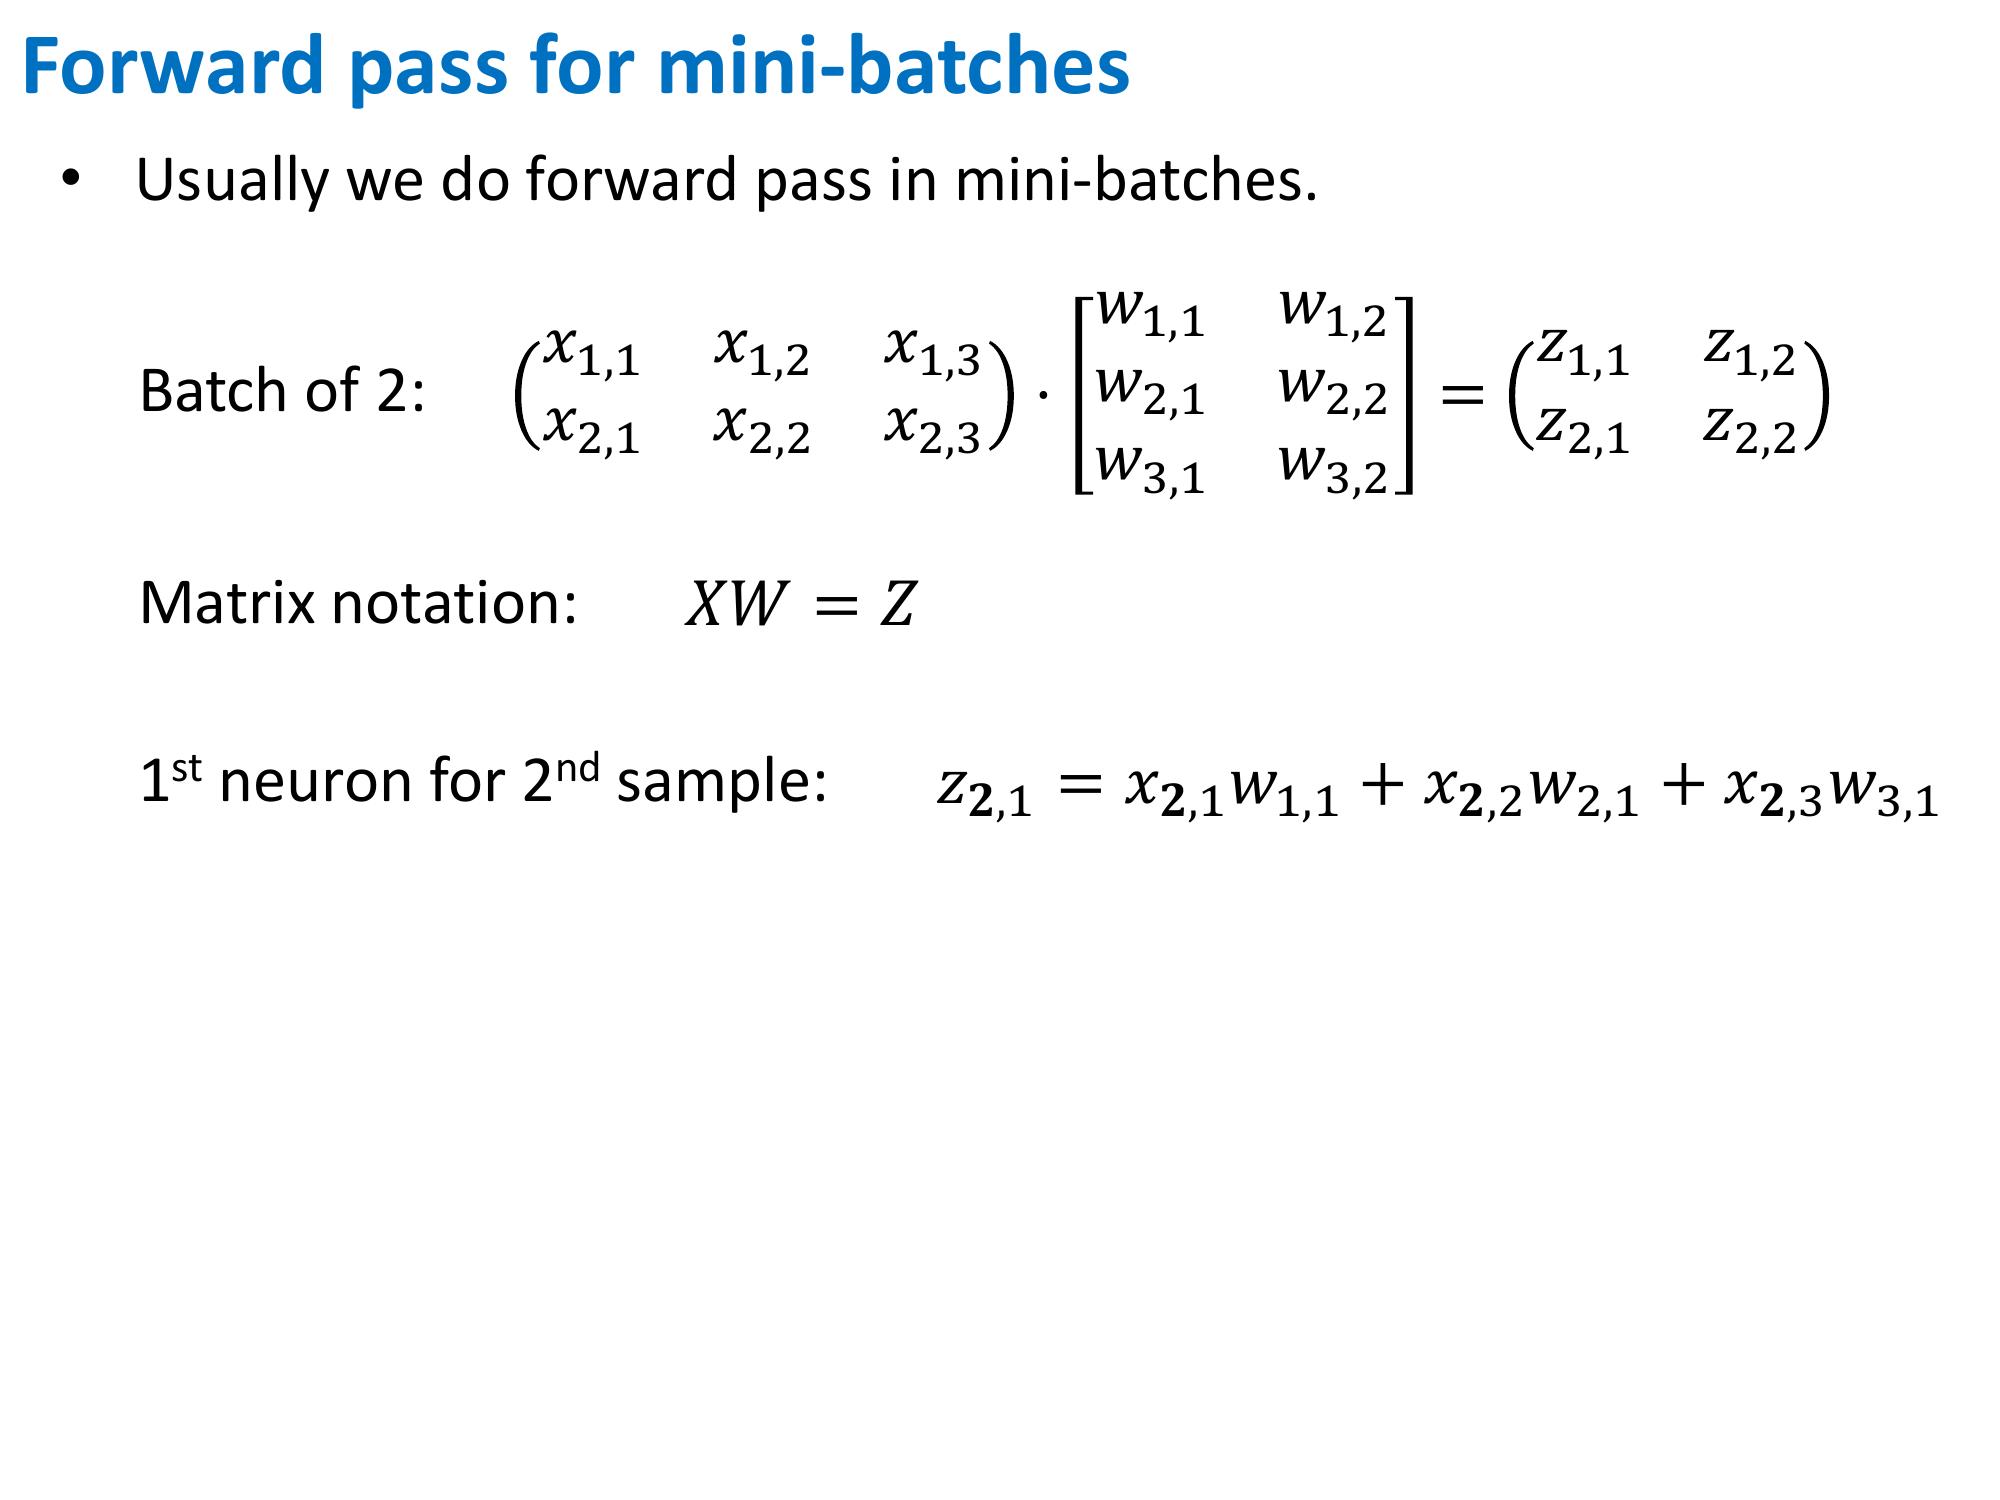 Forward pass for mini-batches
• Usually we do forward pass in mini-batches.
Batch of 2: $\begin{pmatrix} x_{1,1} & x_{1,2} & x_{1,3} \\ x_{2,1} & x_{2,2} & x_{2,3} \end{pmatrix} \cdot \begin{bmatrix} w_{1,1} & w_{1,2} \\ w_{2,1} & w_{2,2} \\ w_{3,1} & w_{3,2} \end{bmatrix} = \begin{pmatrix} z_{1,1} & z_{1,2} \\ z_{2,1} & z_{2,2} \end{pmatrix}$
Matrix notation: $XW = Z$
1st neuron for 2nd sample: $z_{\mathbf{2},1} = x_{\mathbf{2},1}w_{1,1} + x_{\mathbf{2},2}w_{2,1} + x_{\mathbf{2},3}w_{3,1}$